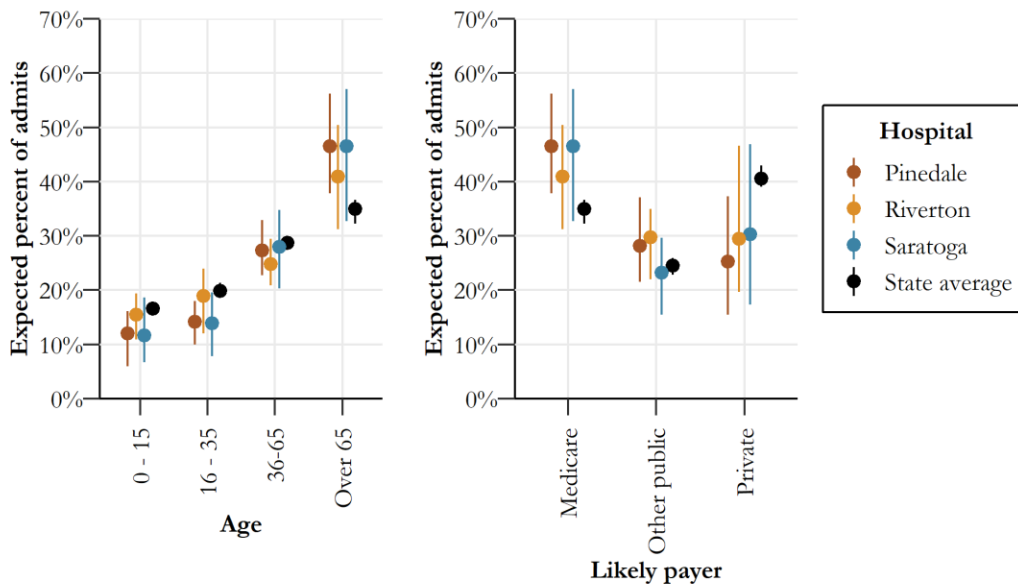 Expected percent of admits
70%
60%
50%
40%
30%
20%
10%
0%
0 - 15
16 - 35
36-65
Over 65
Age
Expected percent of admits
70%
60%
50%
40%
30%
20%
10%
0%
Medicare
Other public
Private
Likely payer
Hospital
Pinedale
Riverton
Saratoga
State average